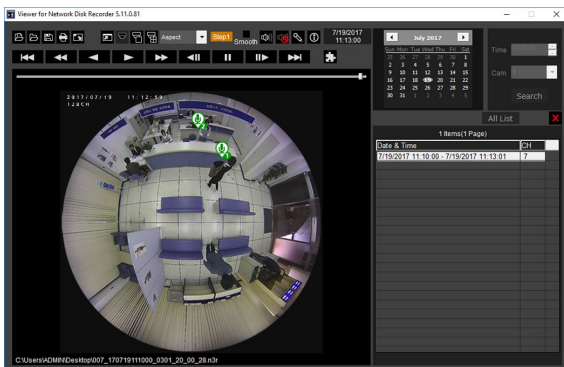 Viewer for Network Disk Recorder 5.11.0.81
Aspect
Step1
Smooth
7/19/2017
11:13:00
2017/07/19 11:12:59
128CH
2
1
C:\Users\ADMIN\Desktop\007_170719111000_0301_20_00_28.n3r
July 2017
Sun Mon Tue Wed Thu Fri Sat
25 26 27 28 29 30 1
2 3 4 5 6 7 8
9 10 11 12 13 14 15
16 17 18 19 20 21 22
23 24 25 26 27 28 29
30 31 1 2 3 4 5
Time
Cam
Search
All List
X
1 Items(1 Page)
Date & Time CH
7/19/2017 11:10:00 - 7/19/2017 11:13:01 7